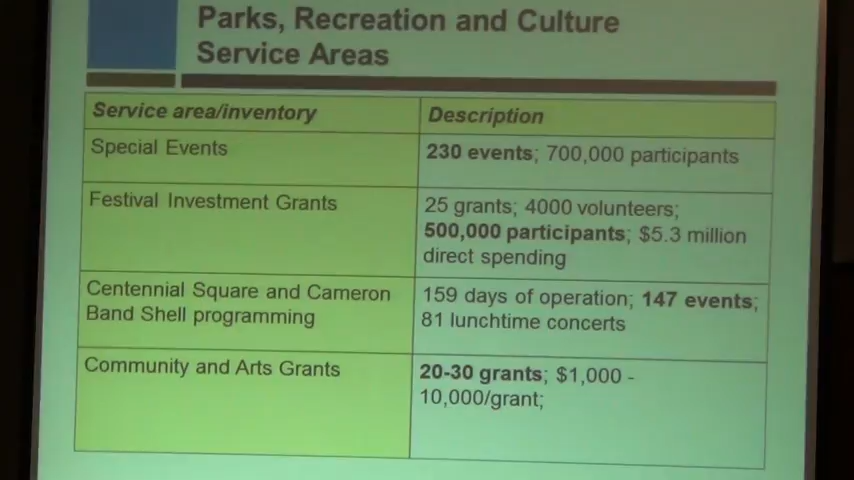 Parks, Recreation and Culture
Service Areas
Service area/inventory
Description
Special Events
230 events; 700,000 participants
Festival Investment Grants
25 grants; 4000 volunteers;
500,000 participants; $5.3 million
direct spending
Centennial Square and Cameron
Band Shell programming
159 days of operation; 147 events;
81 lunchtime concerts
Community and Arts Grants
20-30 grants; $1,000 -
10,000/grant;